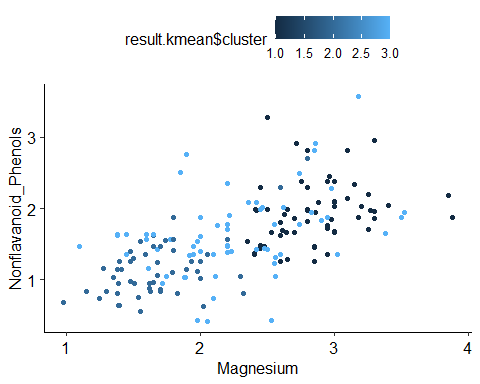 result.kmean$cluster
1.0 1.5 2.0 2.5 3.0
Nonflavanoid_Phenols
3
2
1
1 2 3 4
Magnesium